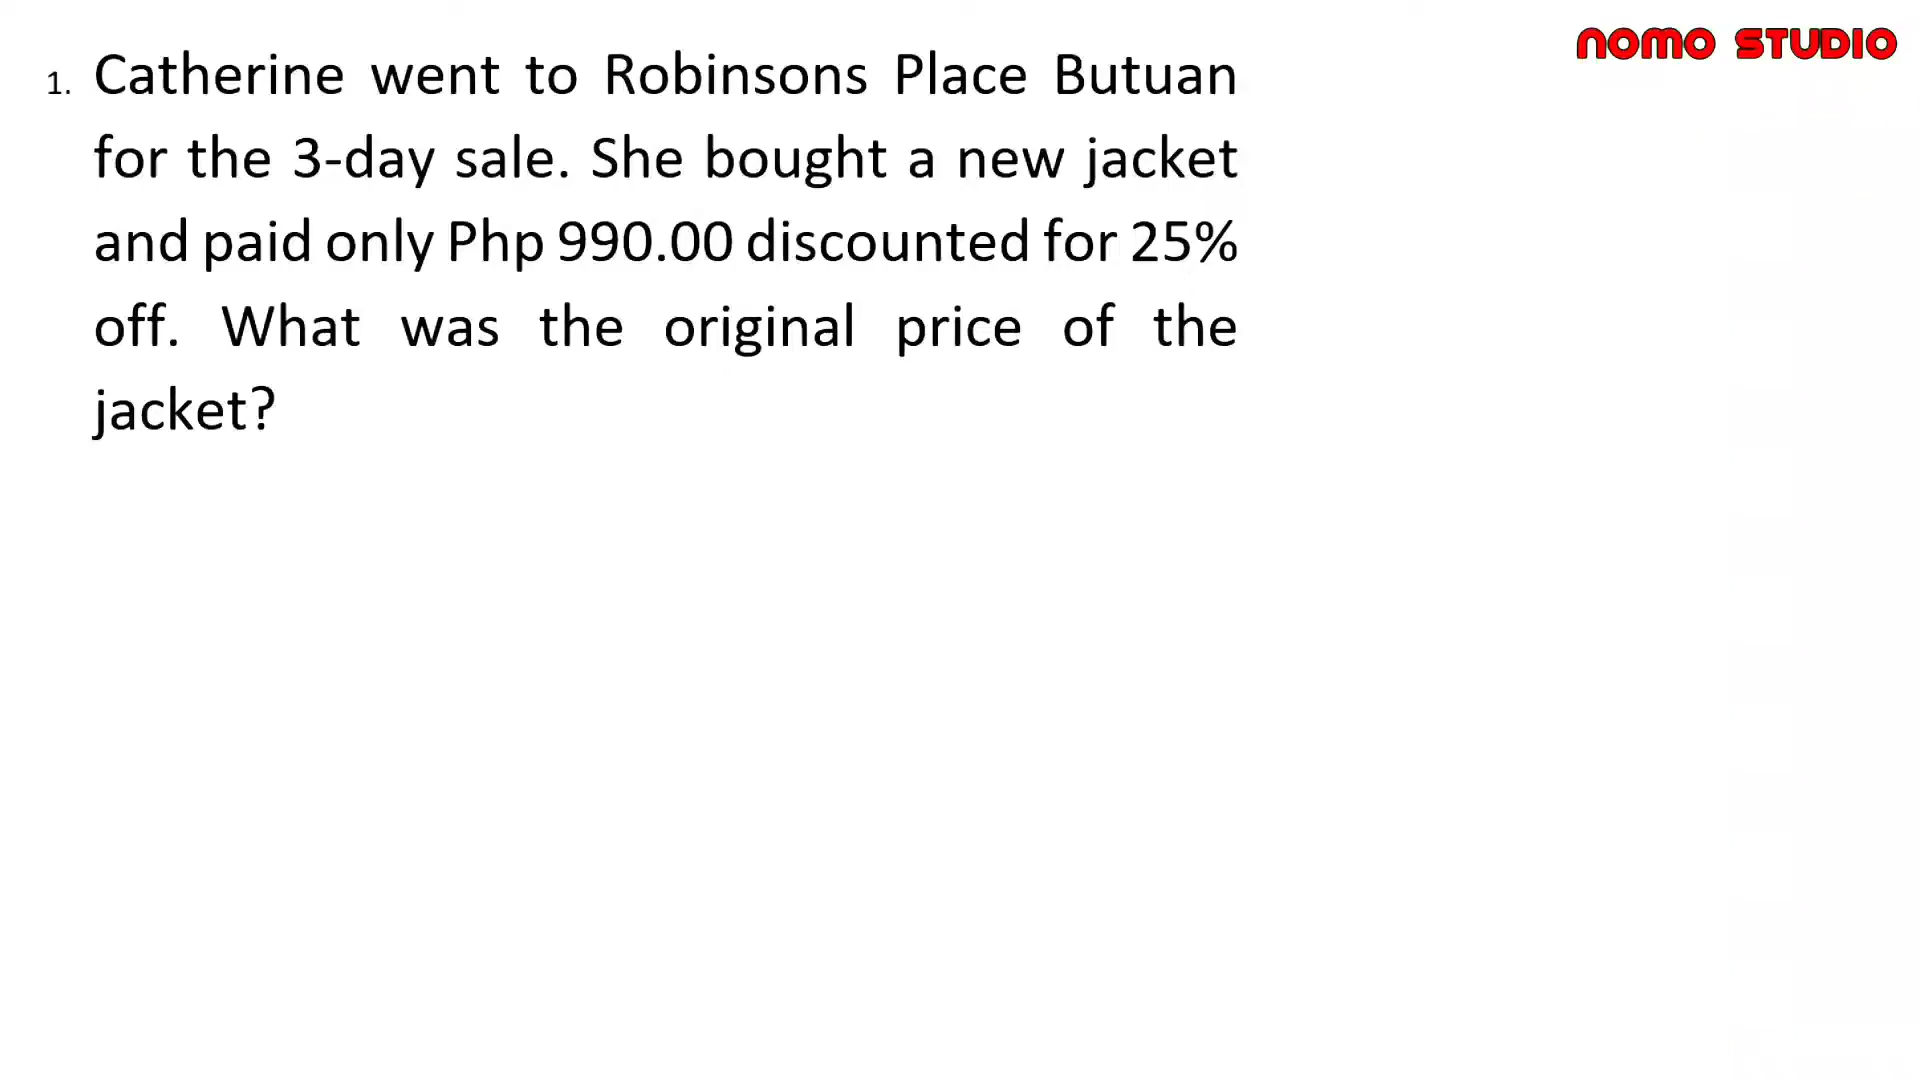 NOMO STUDIO
1. Catherine went to Robinsons Place Butuan
for the 3-day sale. She bought a new jacket
and paid only Php 990.00 discounted for 25%
off. What was the original price of the
jacket?